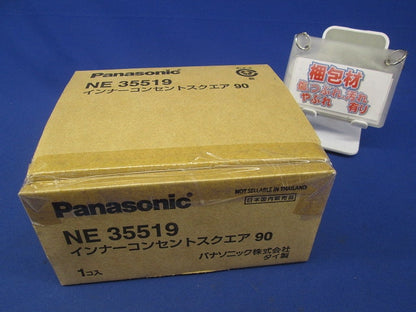 Panasonic
NE 35519
インナーコンセントスクエア 90
梱包材
やぶれ 有り
Panasonic
NOT SELLABLE IN THAILAND
日本国内販売品
NE 35519
インナーコンセントスクエア 90
パナソニック株式会社
1コ入
タイ製